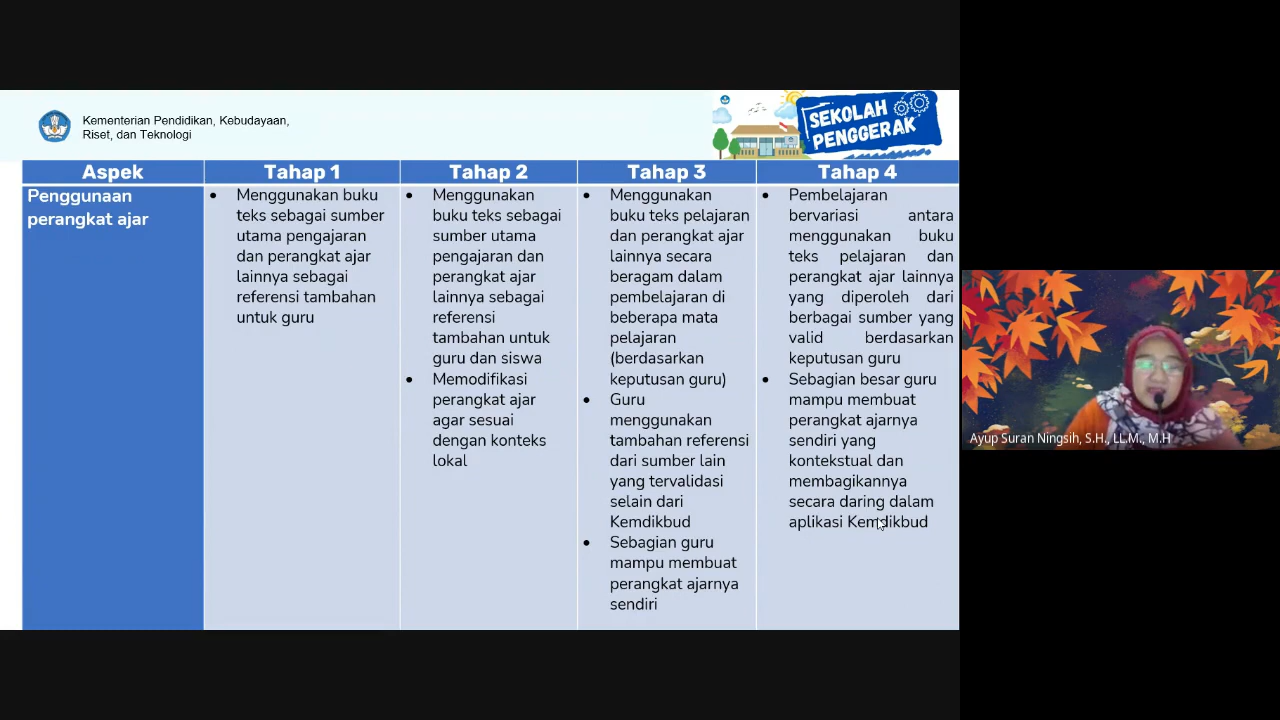 Kementerian Pendidikan, Kebudayaan,
Riset, dan Teknologi
SEKOLAH
PENGGERAK
Aspek
Tahap 1
Tahap 2
Tahap 3
Tahap 4
Penggunaan
perangkat ajar
• Menggunakan buku
teks sebagai sumber
utama pengajaran
dan perangkat ajar
lainnya sebagai
referensi tambahan
untuk guru
• Menggunakan
buku teks sebagai
sumber utama
pengajaran dan
perangkat ajar
lainnya sebagai
referensi
tambahan untuk
guru dan siswa
• Memodifikasi
perangkat ajar
agar sesuai
dengan konteks
lokal
• Menggunakan
buku teks pelajaran
dan perangkat ajar
lainnya secara
beragam dalam
pembelajaran di
beberapa mata
pelajaran
(berdasarkan
keputusan guru)
• Guru
menggunakan
tambahan referensi
dari sumber lain
yang tervalidasi
selain dari
Kemdikbud
• Sebagian guru
mampu membuat
perangkat ajarnya
sendiri
• Pembelajaran
bervariasi antara
menggunakan buku
teks pelajaran dan
perangkat ajar lainnya
yang diperoleh dari
berbagai sumber yang
valid berdasarkan
keputusan guru
• Sebagian besar guru
mampu membuat
perangkat ajarnya
sendiri yang
kontekstual dan
membagikannya
secara daring dalam
aplikasi Kemdikbud
Ayup Suran Ningsih, S.H., LL.M., M.H